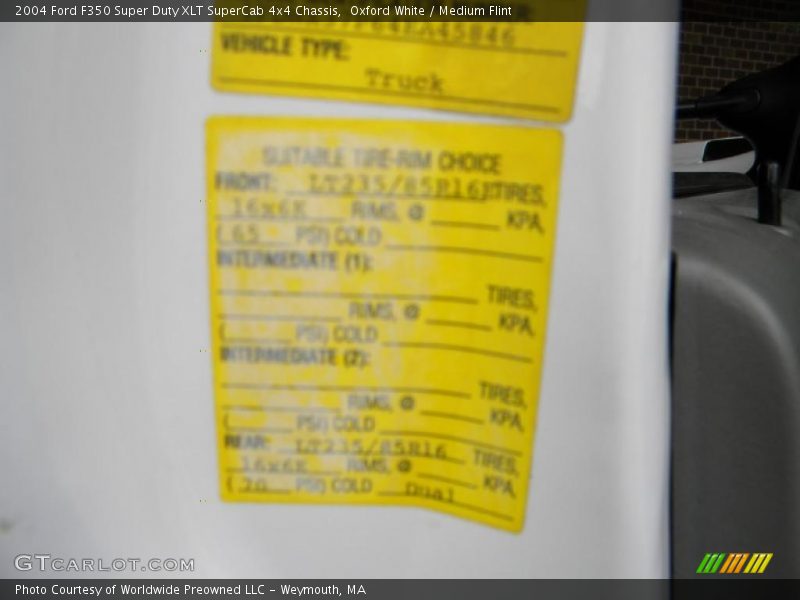 2004 Ford F350 Super Duty XLT SuperCab 4x4 Chassis, Oxford White / Medium Flint
VEHICLE TYPE:
Truck
SUITABLE TIRE-RIM CHOICE
FRONT: LT235/85R16E TIRES,
16x6K RIMS, @ KPA,
( 65 PSI) COLD
INTERMEDIATE (1):
TIRES,
RIMS, @ KPA,
( PSI) COLD
INTERMEDIATE (2):
TIRES,
RIMS, @ KPA,
( PSI) COLD
REAR: LT235/85R16 TIRES,
16x6K RIMS, @ KPA,
( PSI) COLD Dual
GTCARLOT.COM
Photo Courtesy of Worldwide Preowned LLC - Weymouth, MA